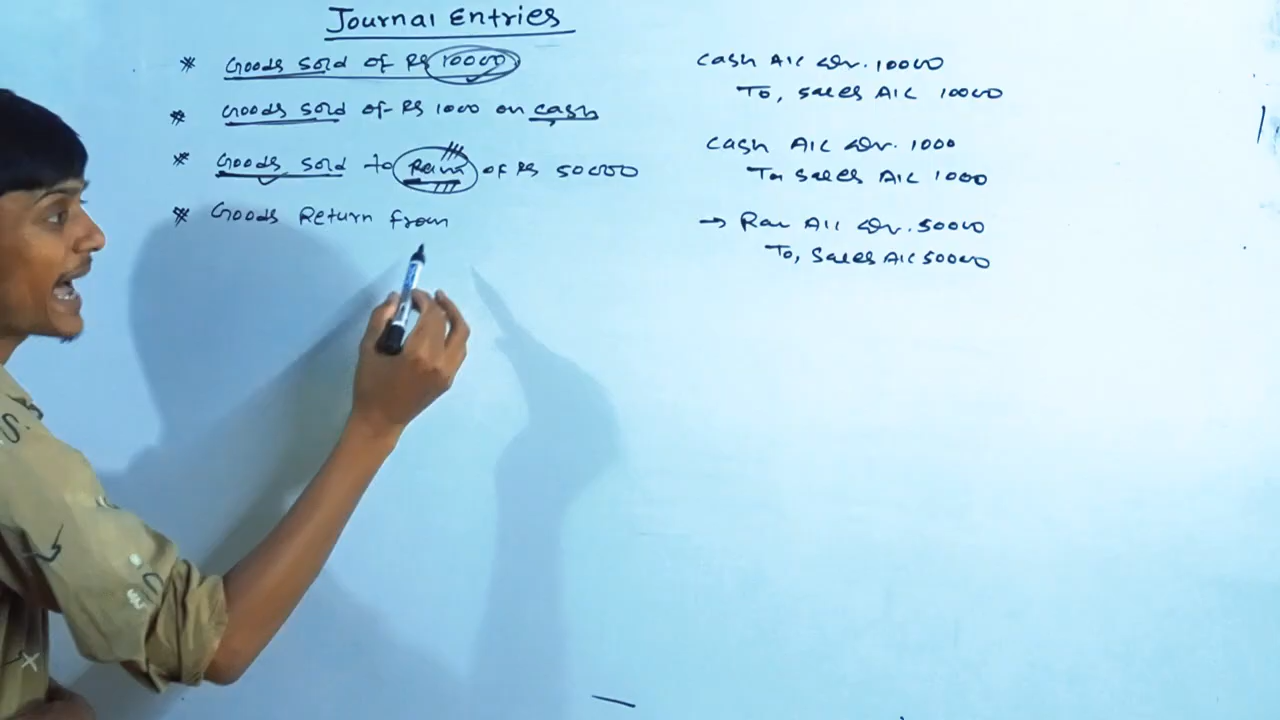 Journal Entries
* Goods sold of Rs 10000
* Goods sold of Rs 1000 on cash
* Goods sold to of Rs 50000
* Goods Return from
Cash A/c Dr. 10000
To, Sales A/c 10000
Cash A/c Dr. 1000
To Sales A/c 1000
→ A/c Dr. 50000
To, Sales A/c 50000